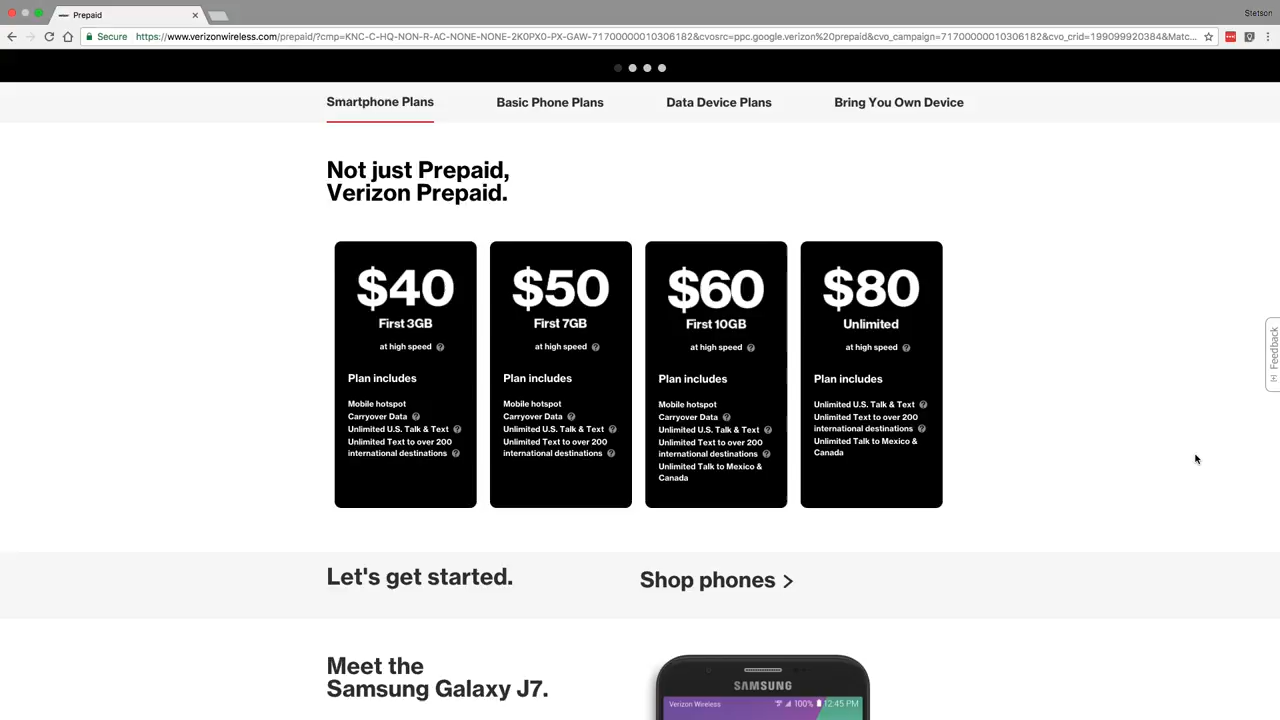 Prepaid
Stetson
Secure
https://www.verizonwireless.com/prepaid/?cmp=KNC-C-HQ-NON-R-AC-NONE-NONE-2K0PX0-PX-GAW-71700000010306182&cvosrc=ppc.google.verizon%20prepaid&cvo_campaign=71700000010306182&cvo_crid=199099920384&Matc...
Smartphone Plans
Basic Phone Plans
Data Device Plans
Bring You Own Device
Not just Prepaid,
Verizon Prepaid.
$40
First 3GB
at high speed
Plan includes
Mobile hotspot
Carryover Data
Unlimited U.S. Talk & Text
Unlimited Text to over 200
international destinations
$50
First 7GB
at high speed
Plan includes
Mobile hotspot
Carryover Data
Unlimited U.S. Talk & Text
Unlimited Text to over 200
international destinations
$60
First 10GB
at high speed
Plan includes
Mobile hotspot
Carryover Data
Unlimited U.S. Talk & Text
Unlimited Text to over 200
international destinations
Unlimited Talk to Mexico &
Canada
$80
Unlimited
at high speed
Plan includes
Unlimited U.S. Talk & Text
Unlimited Text to over 200
international destinations
Unlimited Talk to Mexico &
Canada
[+] Feedback
Let's get started.
Shop phones >
Meet the
Samsung Galaxy J7.
SAMSUNG
Verizon Wireless
100%
12:45 PM